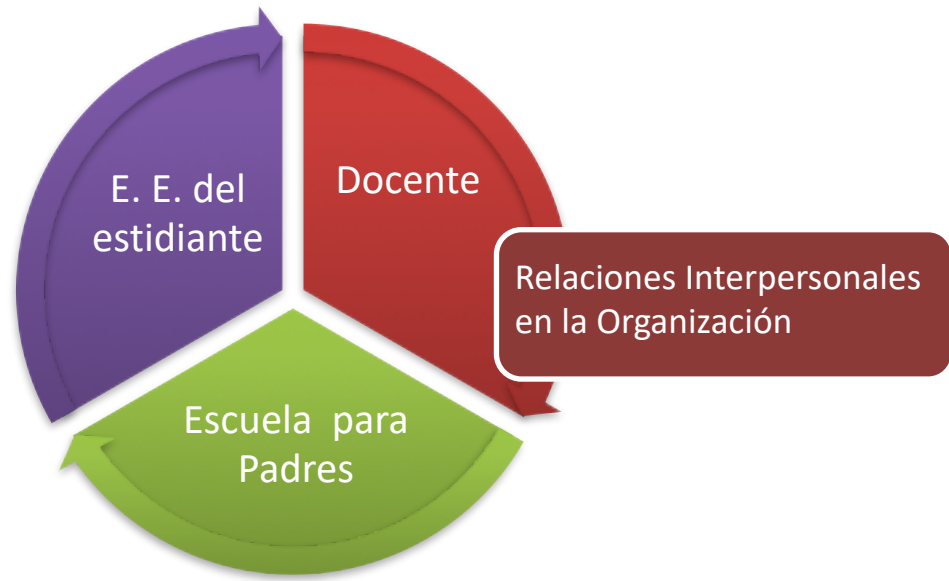 E. E. del
estidiante
Docente
Relaciones Interpersonales
en la Organización
Escuela para
Padres